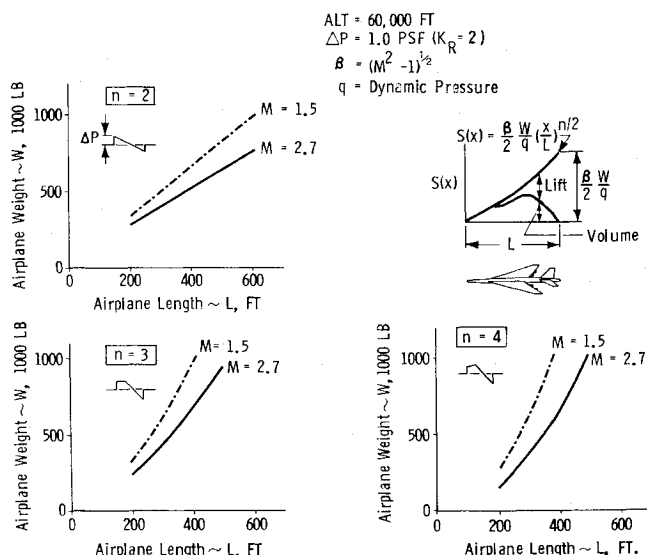 ALT = 60,000 FT
ΔP = 1.0 PSF (K_R = 2)
β = (M² -1)^½
q = Dynamic Pressure
n = 2
ΔP
M = 1.5
M = 2.7
Airplane Weight ~ W, 1000 LB
1000
500
0
0 200 400 600
Airplane Length ~ L, FT
S(x) = β/2 W/q (x/L)^n/2
S(x)
Lift
β/2 W/q
Volume
L
n = 3
M = 1.5
M = 2.7
Airplane Weight ~ W, 1000 LB
1000
500
0
0 200 400 600
Airplane Length ~ L, FT
n = 4
M = 1.5
M = 2.7
Airplane Weight ~ W, 1000 LB
1000
500
0
0 200 400 600
Airplane Length ~ L, FT.